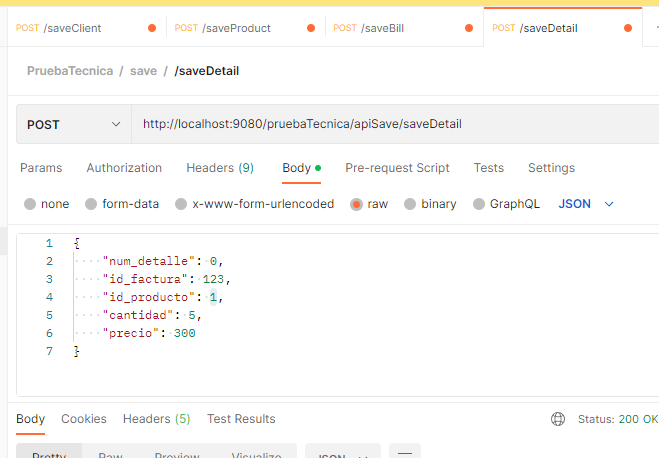 POST /saveClient POST /saveProduct POST /saveBill POST /saveDetail
PruebaTecnica / save / /saveDetail
POST http://localhost:9080/pruebaTecnica/apiSave/saveDetail
Params Authorization Headers (9) Body Pre-request Script Tests Settings
none form-data x-www-form-urlencoded raw binary GraphQL JSON
1 {
2 "num_detalle": 0,
3 "id_factura": 123,
4 "id_producto": 1,
5 "cantidad": 5,
6 "precio": 300
7 }
Body Cookies Headers (5) Test Results Status: 200 OK
Pretty Raw Preview Visualize JSON